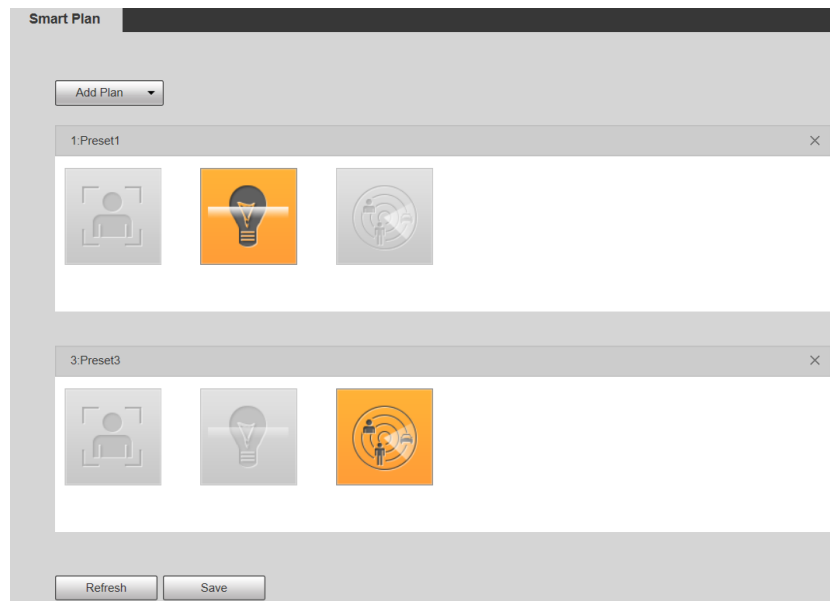 Smart Plan
Add Plan
1:Preset1
3:Preset3
Refresh
Save